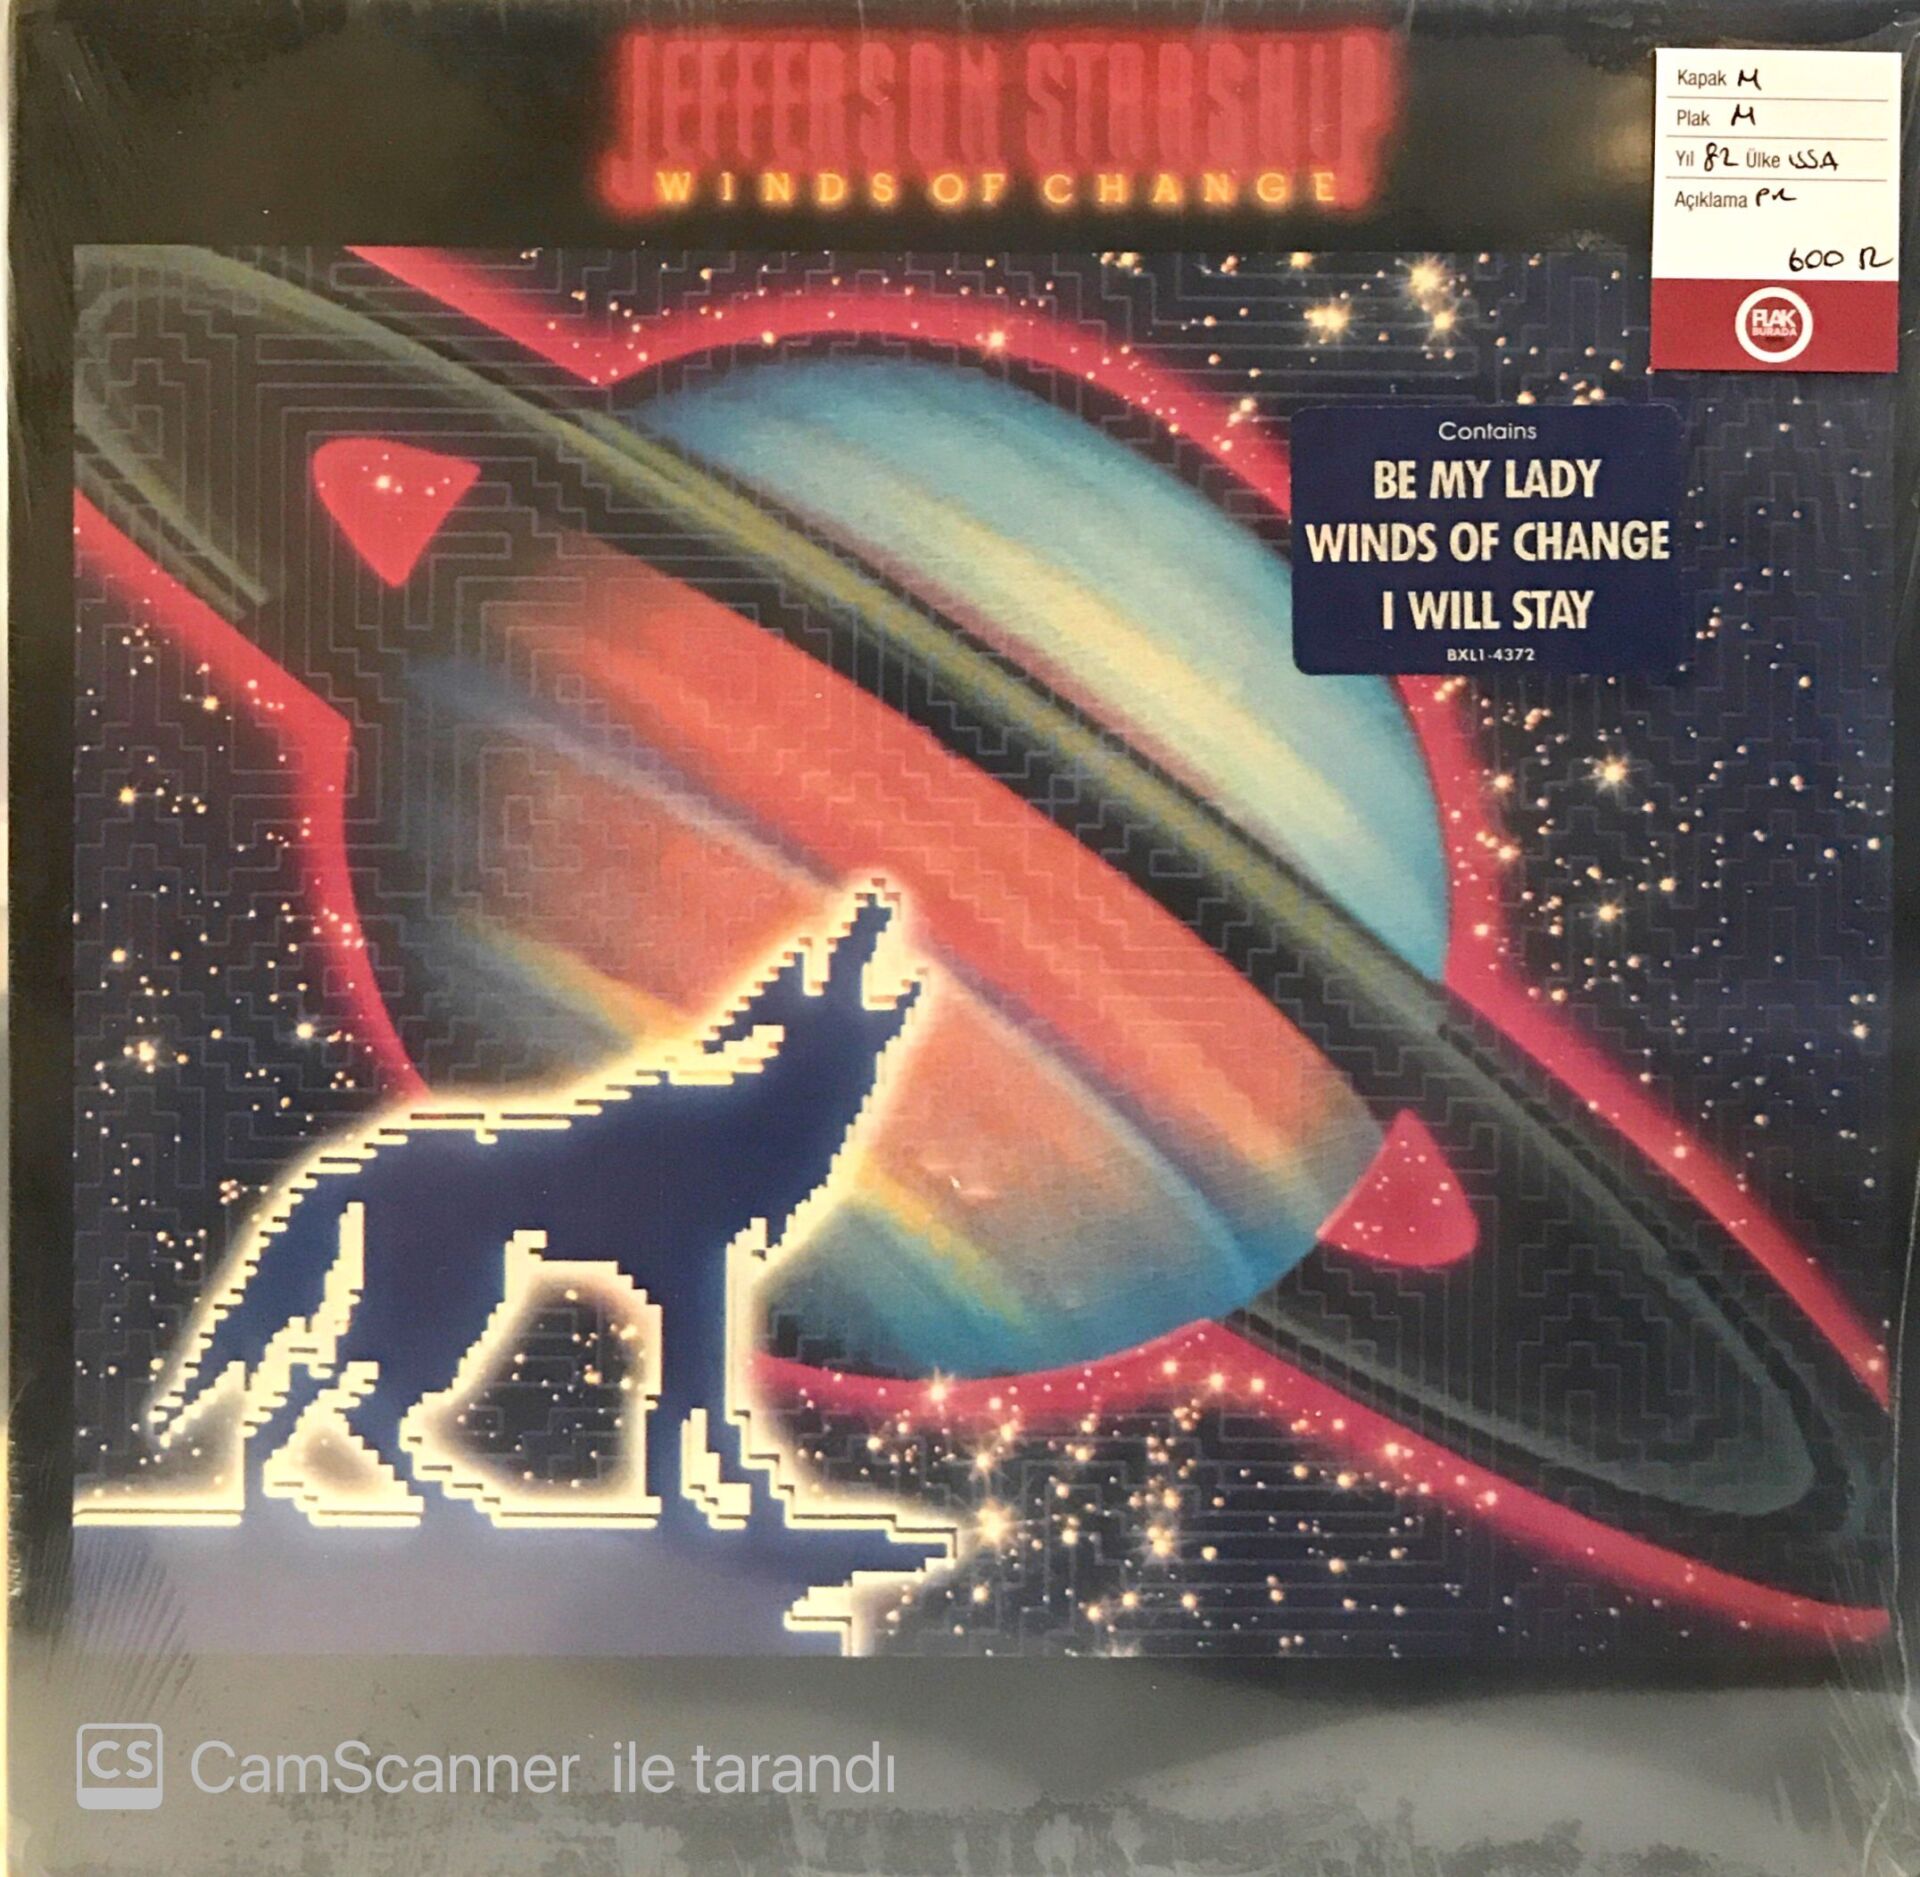 JEFFERSON STARSHIP
WINDS OF CHANGE
Kapak M
Plak M
Yıl 82 Ülke USA
Açıklama
600 TL
PLAK
BURADA
Contains
BE MY LADY
WINDS OF CHANGE
I WILL STAY
BXL1-4372
CS CamScanner ile tarandı